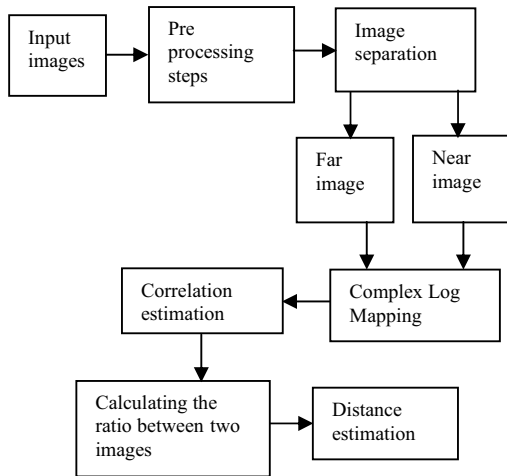 Input
images
Pre
processing
steps
Image
separation
Far
image
Near
image
Correlation
estimation
Complex Log
Mapping
Calculating the
ratio between two
images
Distance
estimation